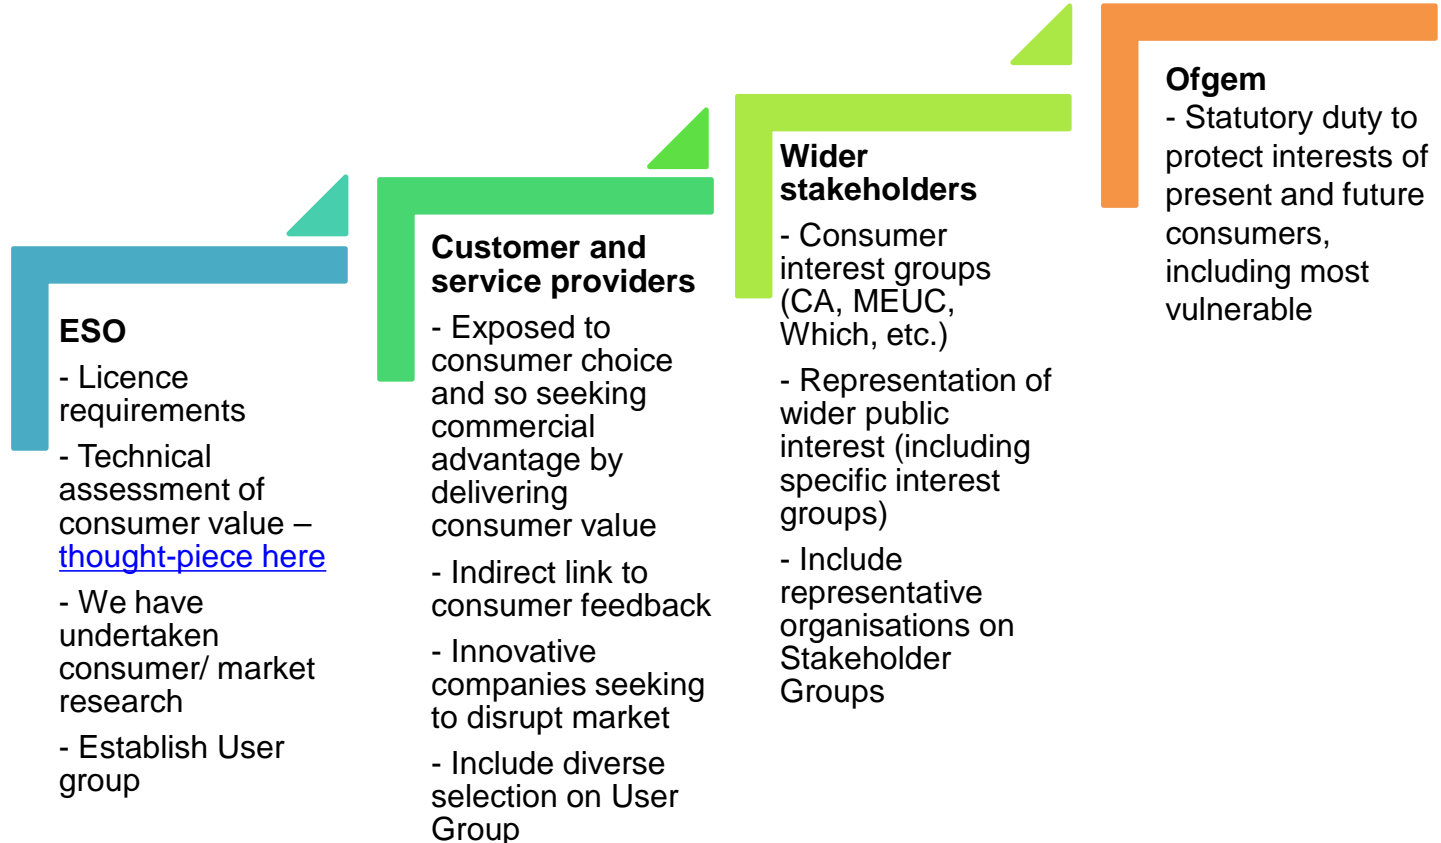 ESO
- Licence
requirements
- Technical
assessment of
consumer value –
thought-piece here
- We have
undertaken
consumer/ market
research
- Establish User
group
Customer and
service providers
- Exposed to
consumer choice
and so seeking
commercial
advantage by
delivering
consumer value
- Indirect link to
consumer feedback
- Innovative
companies seeking
to disrupt market
- Include diverse
selection on User
Group
Wider
stakeholders
- Consumer
interest groups
(CA, MEUC,
Which, etc.)
- Representation of
wider public
interest (including
specific interest
groups)
- Include
representative
organisations on
Stakeholder
Groups
Ofgem
- Statutory duty to
protect interests of
present and future
consumers,
including most
vulnerable